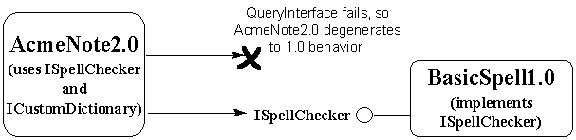 QueryInterface fails, so
AcmeNote2.0 degenerates
to 1.0 behavior
AcmeNote2.0
(uses ISpellChecker
and
ICustomDictionary)
ISpellChecker
BasicSpell1.0
(implements
ISpellChecker)